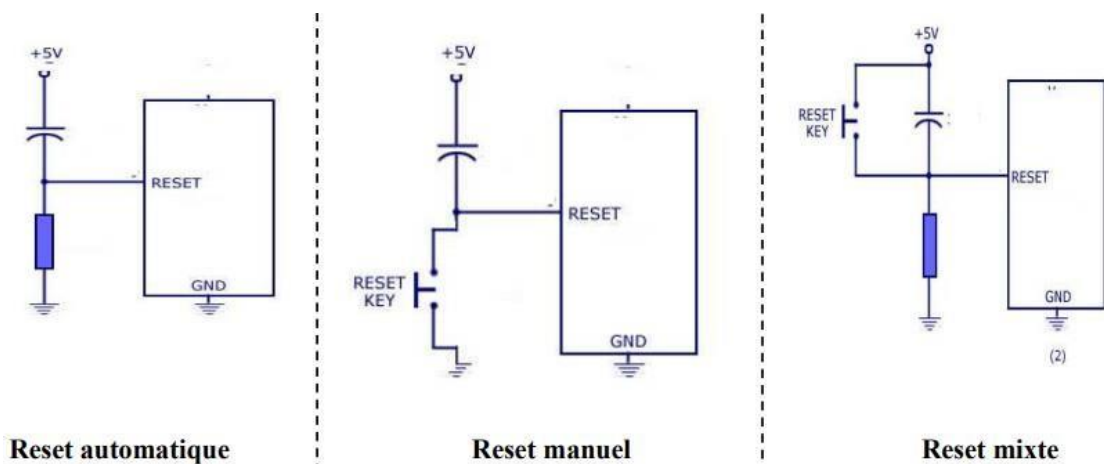 +5V
RESET
GND
Reset automatique
+5V
RESET
RESET
KEY
GND
Reset manuel
+5V
RESET
KEY
RESET
GND
(2)
Reset mixte